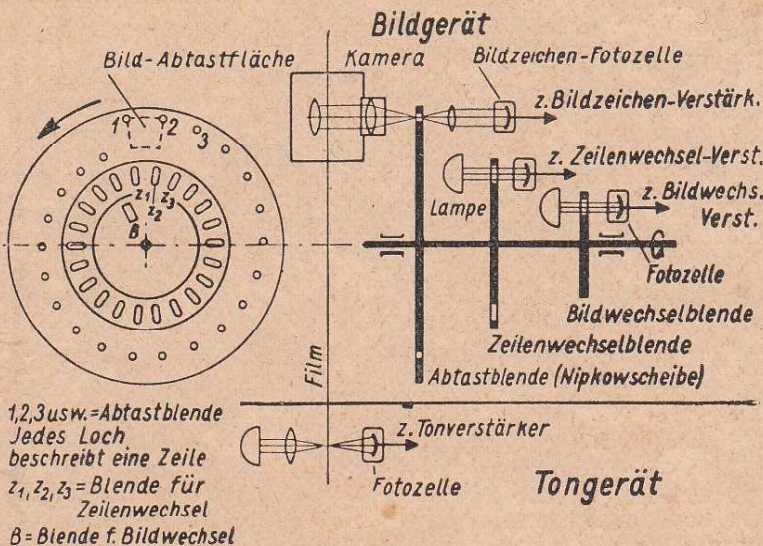 Bildgerät
Bild-Abtastfläche
Kamera
Bildzeichen-Fotozelle
1
2
3
z. Bildzeichen-Verstärk.
z. Zeilenwechsel-Verst.
z₁
z₂
z₃
B
Lampe
z. Bildwechs.
Verst.
Fotozelle
Bildwechselblende
Zeilenwechselblende
Abtastblende (Nipkowscheibe)
Film
1,2,3 usw.=Abtastblende
Jedes Loch
beschreibt eine Zeile
z₁, z₂, z₃ = Blende für
Zeilenwechsel
B = Blende f. Bildwechsel
z. Tonverstärker
Fotozelle
Tongerät